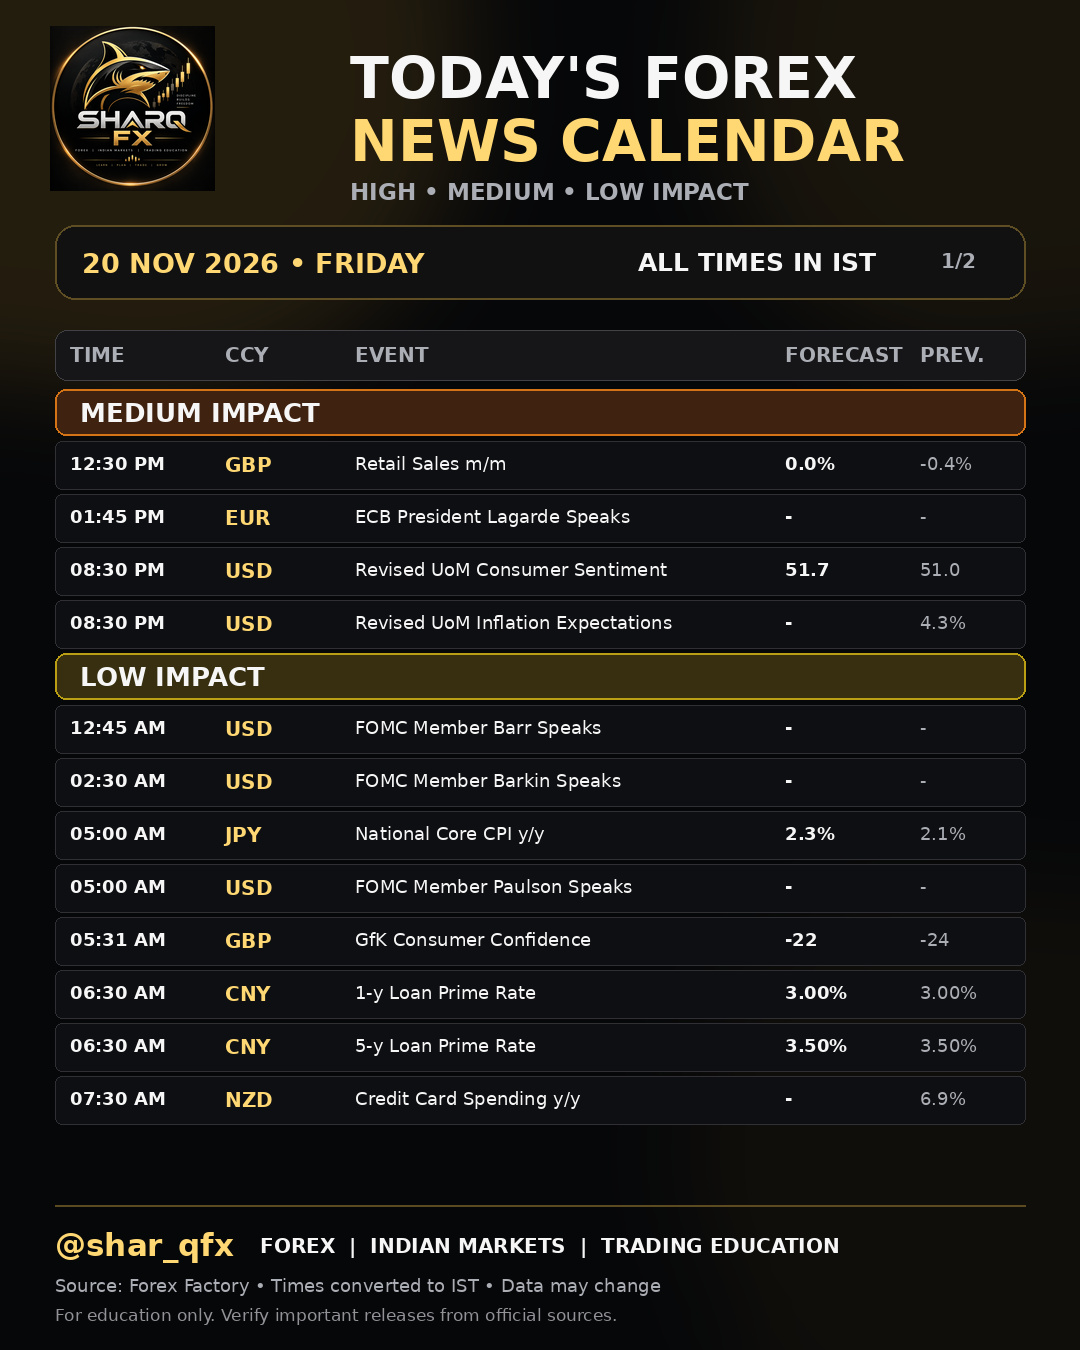 SHARQ
FX
FOREX | INDIAN MARKETS | TRADING EDUCATION
TODAY'S FOREX
NEWS CALENDAR
HIGH • MEDIUM • LOW IMPACT
20 NOV 2026 • FRIDAY ALL TIMES IN IST 1/2
TIME CCY EVENT FORECAST PREV.
MEDIUM IMPACT
12:30 PM GBP Retail Sales m/m 0.0% -0.4%
01:45 PM EUR ECB President Lagarde Speaks - -
08:30 PM USD Revised UoM Consumer Sentiment 51.7 51.0
08:30 PM USD Revised UoM Inflation Expectations - 4.3%
LOW IMPACT
12:45 AM USD FOMC Member Barr Speaks - -
02:30 AM USD FOMC Member Barkin Speaks - -
05:00 AM JPY National Core CPI y/y 2.3% 2.1%
05:00 AM USD FOMC Member Paulson Speaks - -
05:31 AM GBP GfK Consumer Confidence -22 -24
06:30 AM CNY 1-y Loan Prime Rate 3.00% 3.00%
06:30 AM CNY 5-y Loan Prime Rate 3.50% 3.50%
07:30 AM NZD Credit Card Spending y/y - 6.9%
@shar_qfx FOREX | INDIAN MARKETS | TRADING EDUCATION
Source: Forex Factory • Times converted to IST • Data may change
For education only. Verify important releases from official sources.